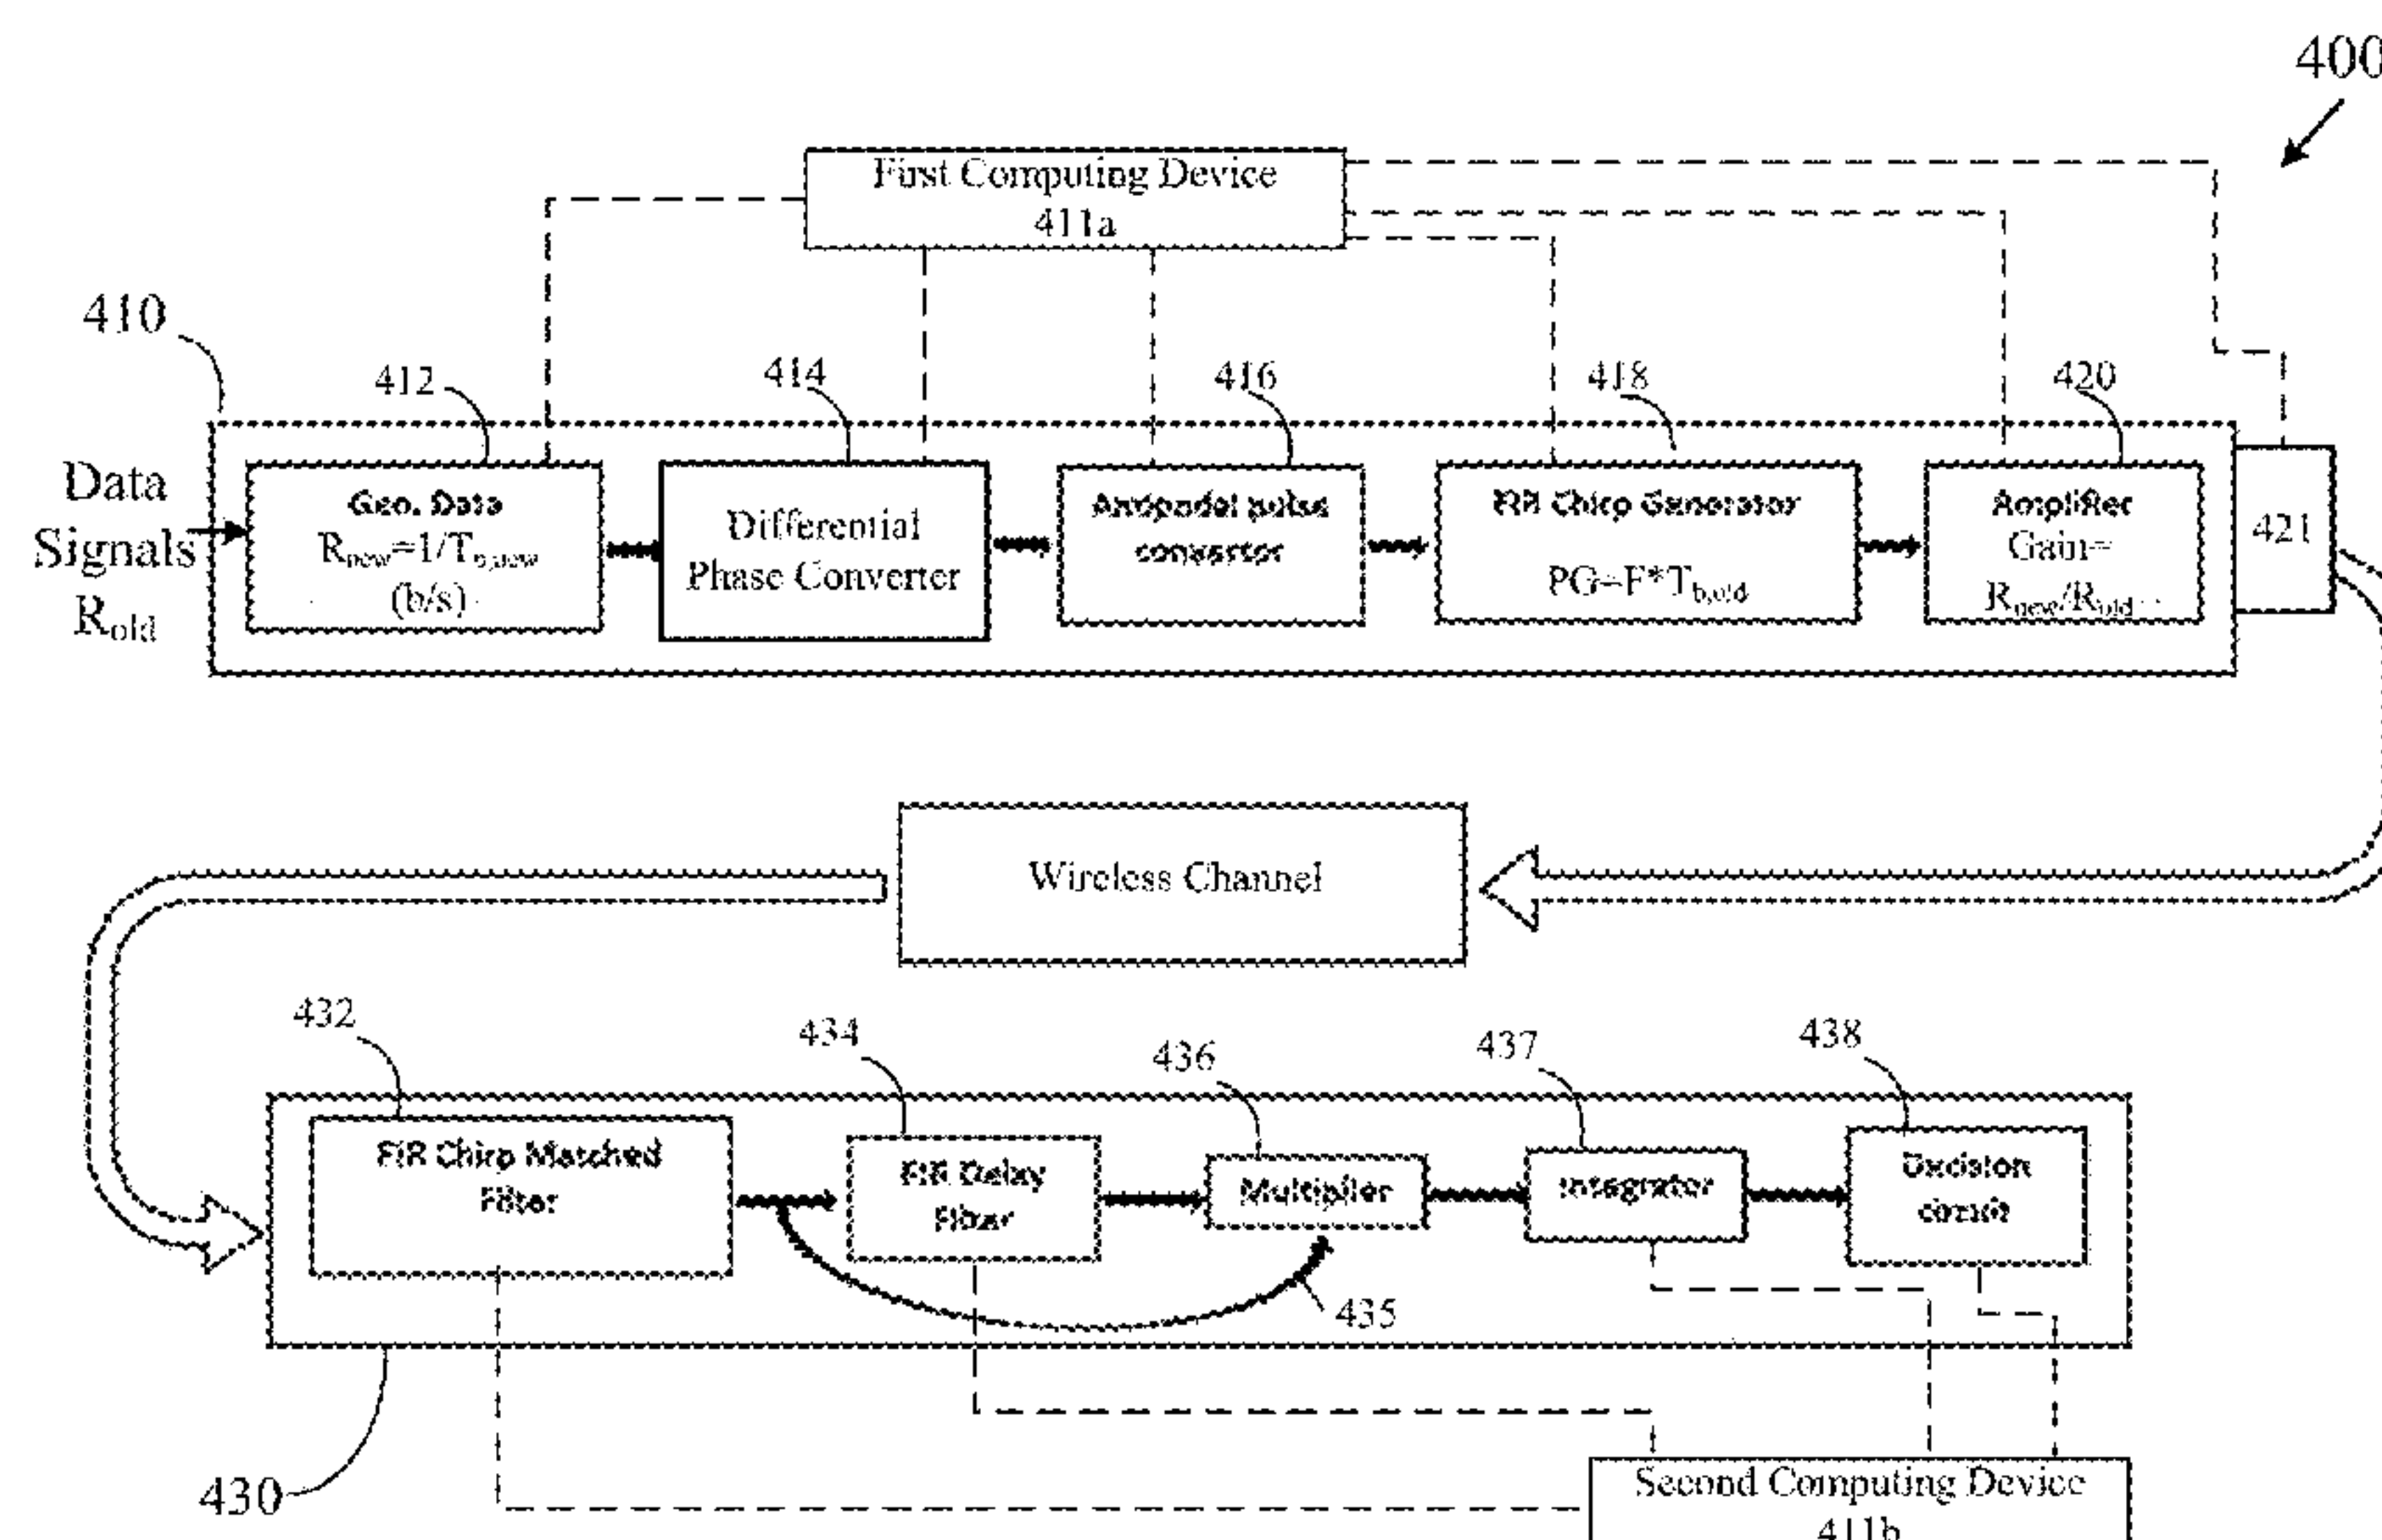 400
First Computing Device
411a
410
412
414
416
418
420
Data
Signals
R_old
Geo. Data
R_new=1/T_b,new
(b/s)
Differential
Phase Converter
Antipodal pulse
convertor
FIR Chirp Generator
PG=F*T_b,old
Amplifier
Gain=
R_new/R_old
421
Wireless Channel
432
434
436
437
438
FIR Chirp Matched
Filter
FIR Delay
Filter
Multiplier
Integrator
Decision
circuit
435
430
Second Computing Device
411b